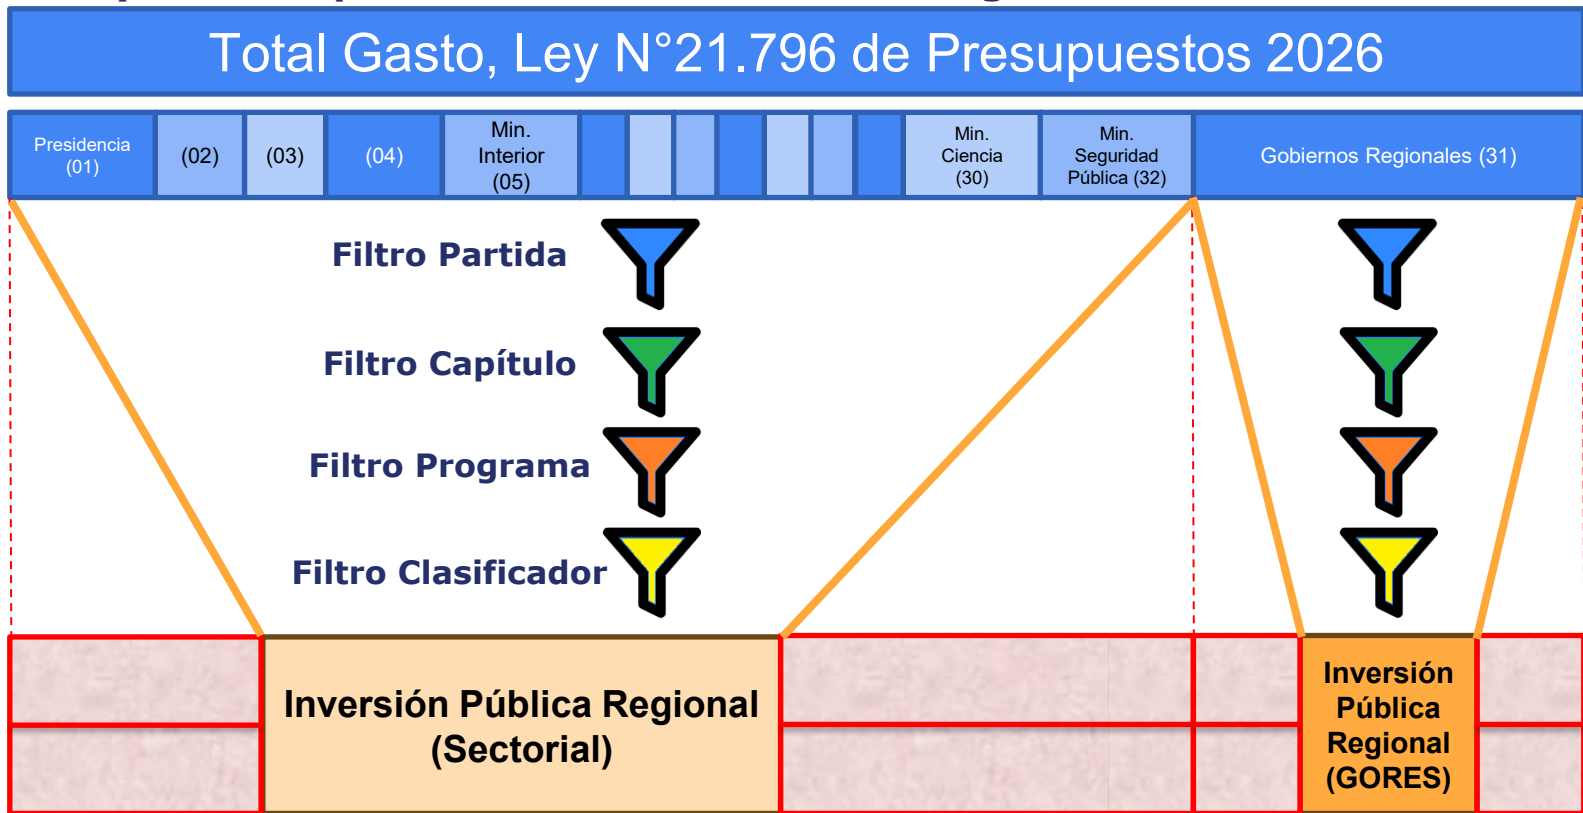 Total Gasto, Ley N°21.796 de Presupuestos 2026
Presidencia
(01)
(02)
(03)
(04)
Min.
Interior
(05)
Min.
Ciencia
(30)
Min.
Seguridad
Pública (32)
Gobiernos Regionales (31)
Filtro Partida
Filtro Capítulo
Filtro Programa
Filtro Clasificador
Inversión Pública Regional
(Sectorial)
Inversión
Pública
Regional
(GORES)